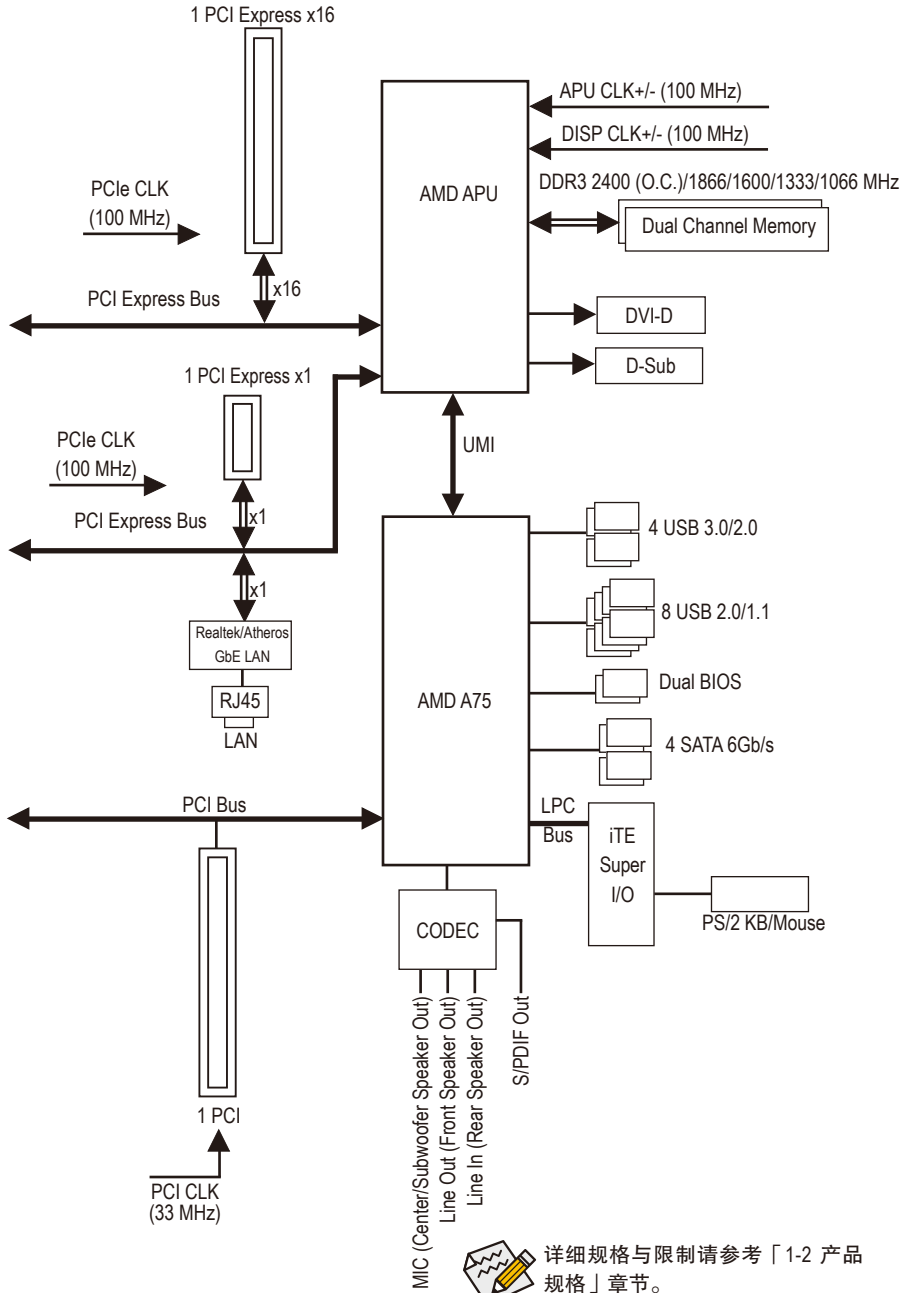 1 PCI Express x16
APU CLK+/- (100 MHz)
DISP CLK+/- (100 MHz)
PCIe CLK
(100 MHz)
AMD APU
DDR3 2400 (O.C.)/1866/1600/1333/1066 MHz
Dual Channel Memory
x16
PCI Express Bus
DVI-D
D-Sub
1 PCI Express x1
PCIe CLK
(100 MHz)
UMI
PCI Express Bus
x1
4 USB 3.0/2.0
x1
8 USB 2.0/1.1
Realtek/Atheros
GbE LAN
RJ45
LAN
AMD A75
Dual BIOS
4 SATA 6Gb/s
PCI Bus
LPC
Bus
iTE
Super
I/O
PS/2 KB/Mouse
CODEC
MIC (Center/Subwoofer Speaker Out)
Line Out (Front Speaker Out)
Line In (Rear Speaker Out)
S/PDIF Out
1 PCI
PCI CLK
(33 MHz)
详细规格与限制请参考「1-2 产品
规格」章节。